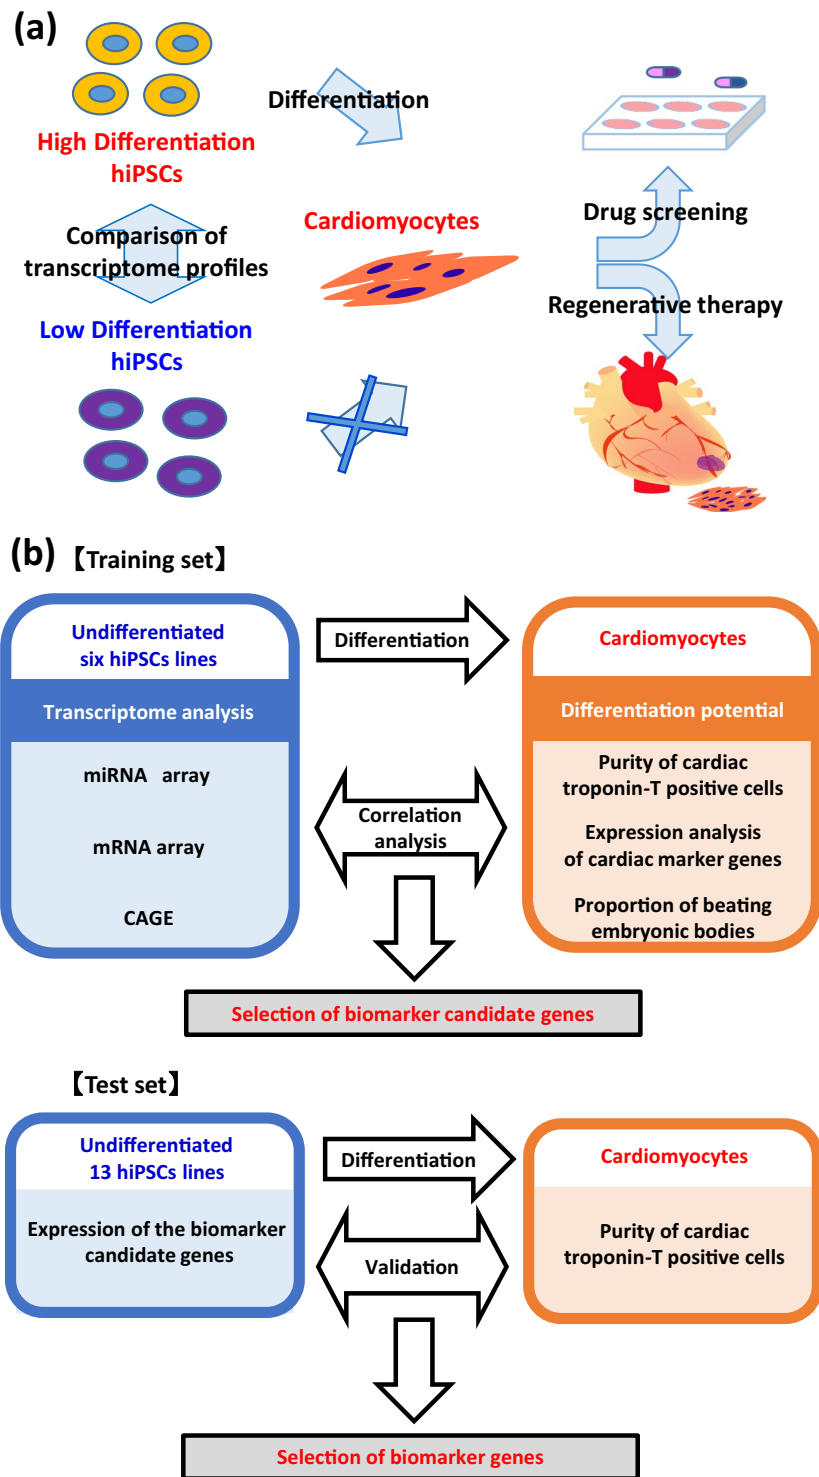 (a)
High Differentiation
hiPSCs
Differentiation
Comparison of
transcriptome profiles
Cardiomyocytes
Drug screening
Regenerative therapy
Low Differentiation
hiPSCs
(b) 【Training set】
Undifferentiated
six hiPSCs lines
Differentiation
Cardiomyocytes
Transcriptome analysis
Differentiation potential
miRNA array
mRNA array
CAGE
Correlation
analysis
Purity of cardiac
troponin-T positive cells
Expression analysis
of cardiac marker genes
Proportion of beating
embryonic bodies
Selection of biomarker candidate genes
【Test set】
Undifferentiated
13 hiPSCs lines
Differentiation
Cardiomyocytes
Expression of the biomarker
candidate genes
Validation
Purity of cardiac
troponin-T positive cells
Selection of biomarker genes